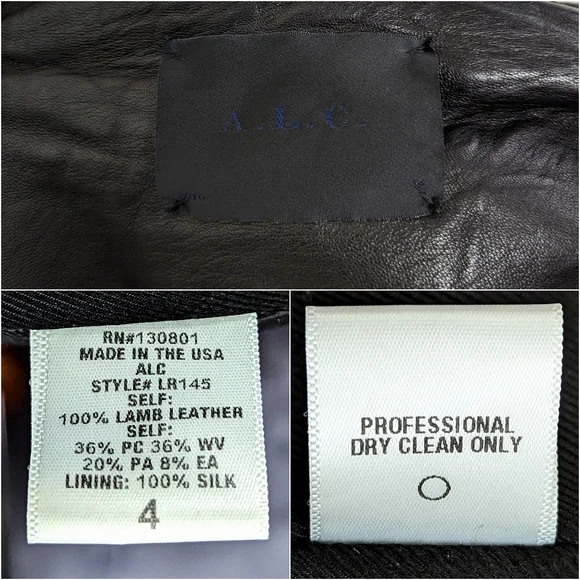 A.L.C.
RN#130801
MADE IN THE USA
ALC
STYLE# LR145
SELF:
100% LAMB LEATHER
SELF:
36% PC 36% WV
20% PA 8% EA
LINING: 100% SILK
4
PROFESSIONAL
DRY CLEAN ONLY